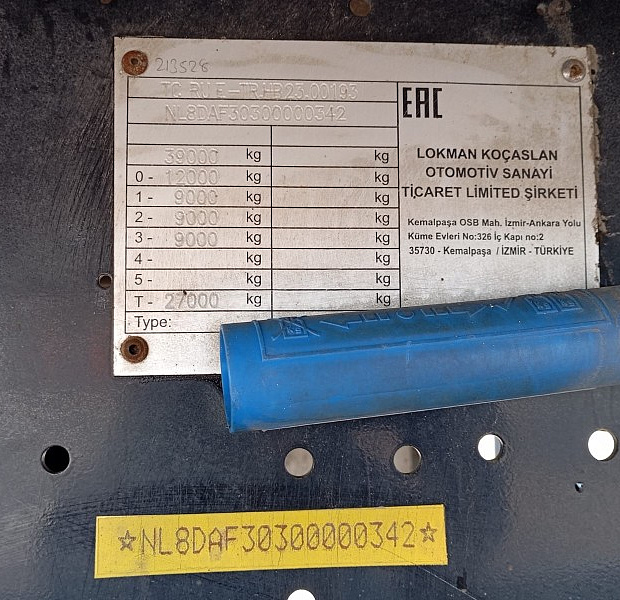 213528
TC RU E-TR.HB23.00193
NL8DAF30300000342
39000 kg kg
0 - 12000 kg kg
1 - 9000 kg kg
2 - 9000 kg kg
3 - 9000 kg kg
4 - kg kg
5 - kg kg
T - 27000 kg kg
Type:
EAC
LOKMAN KOÇASLAN
OTOMOTİV SANAYİ
TİCARET LİMİTED ŞİRKETİ
Kemalpaşa OSB Mah. İzmir-Ankara Yolu
Küme Evleri No:326 İç Kapı no:2
35730 - Kemalpaşa / İZMİR - TÜRKİYE
☆NL8DAF30300000342☆